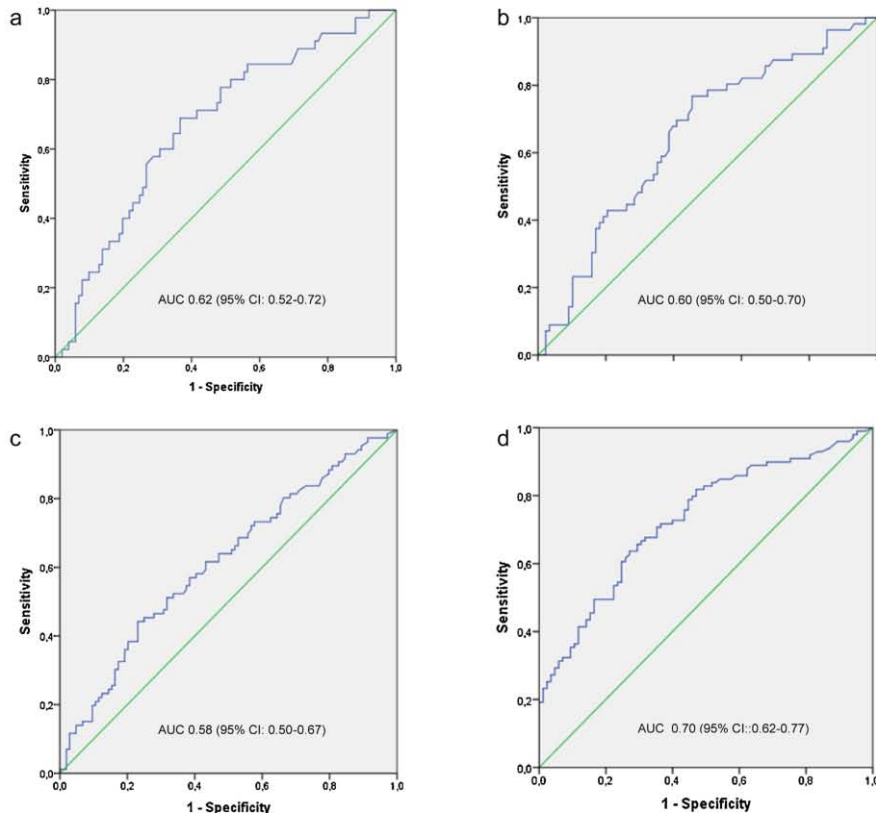 a
1,0
0,8
0,6
0,4
0,2
0,0
Sensitivity
AUC 0.62 (95% CI: 0.52-0.72)
0,0 0,2 0,4 0,6 0,8 1,0
1 - Specificity
b
1,0
0,8
0,6
0,4
0,2
0,0
Sensitivity
AUC 0.60 (95% CI: 0.50-0.70)
c
1,0
0,8
0,6
0,4
0,2
0,0
Sensitivity
AUC 0.58 (95% CI: 0.50-0.67)
0,0 0,2 0,4 0,6 0,8 1,0
1 - Specificity
d
1,0
0,8
0,6
0,4
0,2
0,0
Sensitivity
AUC 0.70 (95% CI::0.62-0.77)
0,0 0,2 0,4 0,6 0,8 1,0
1 - Specificity